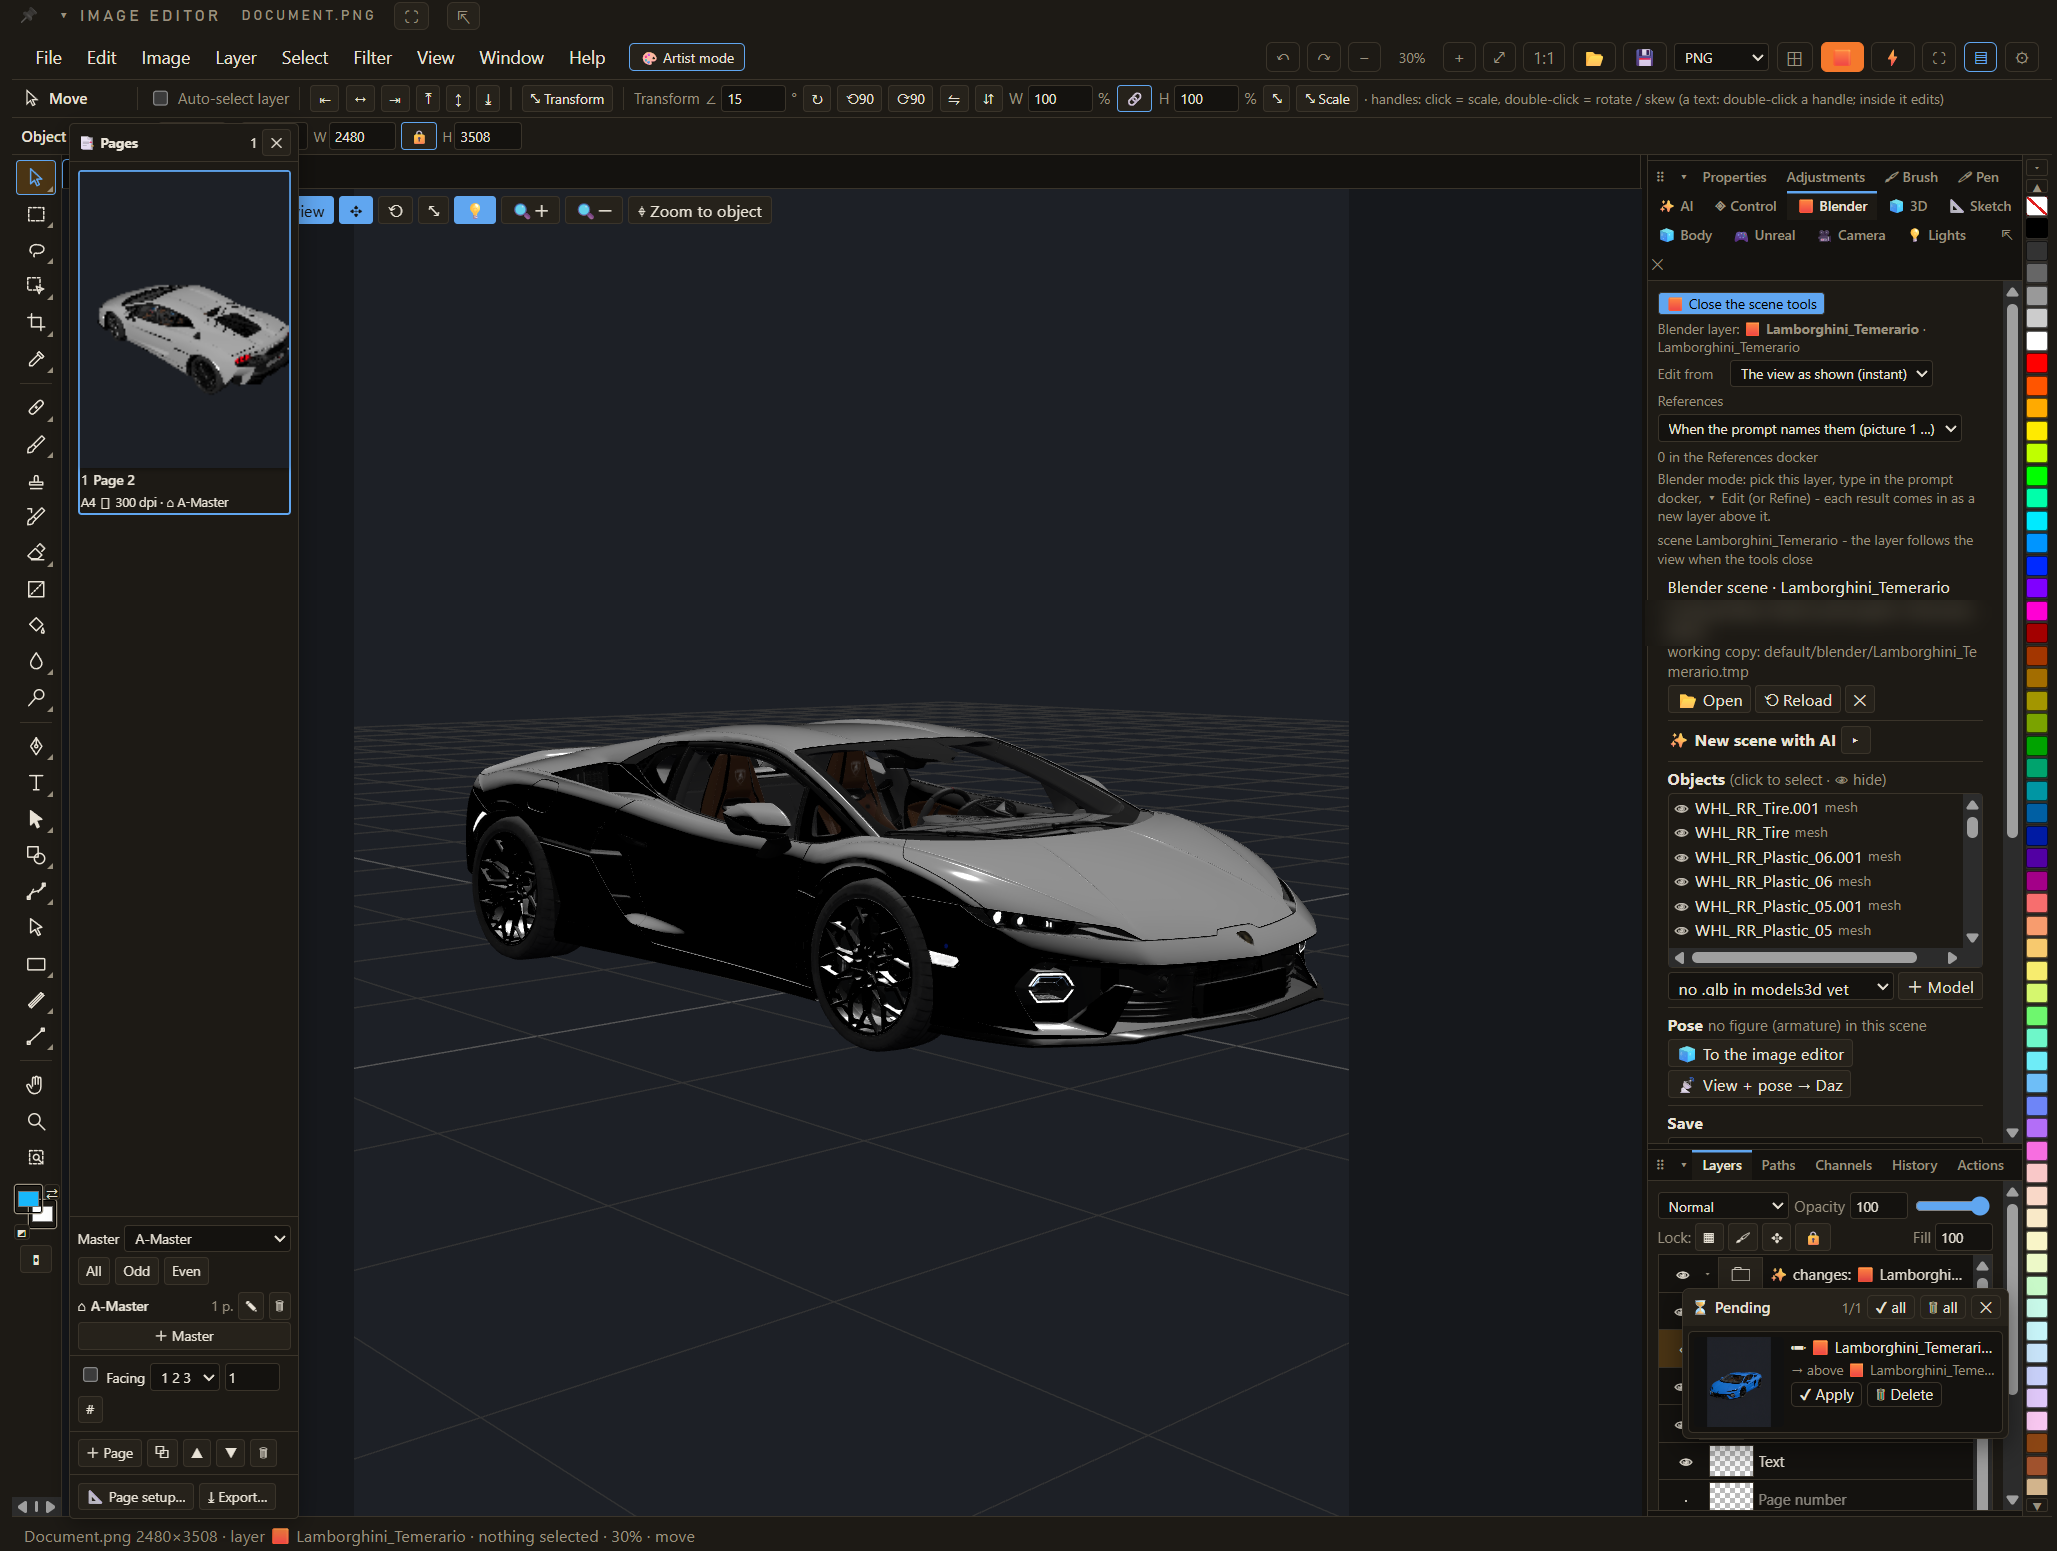 IMAGE EDITOR DOCUMENT.PNG
File Edit Image Layer Select Filter View Window Help Artist mode
30% 1:1 PNG
Move Auto-select layer Transform Transform 15 ° 90 90 W 100 % H 100 % Scale · handles: click = scale, double-click = rotate / skew (a text: double-click a handle; inside it edits)
Object W 2480 H 3508
Pages 1
iew Zoom to object
1 Page 2
A4 300 dpi · A-Master
Master A-Master
All Odd Even
A-Master 1 p.
+ Master
Facing 1 2 3 1
#
+ Page
Page setup... Export...
Properties Adjustments Brush Pen
AI Control Blender 3D Sketch
Body Unreal Camera Lights
Close the scene tools
Blender layer: Lamborghini_Temerario ·
Lamborghini_Temerario
Edit from The view as shown (instant)
References
When the prompt names them (picture 1 ...)
0 in the References docker
Blender mode: pick this layer, type in the prompt
docker, ▾ Edit (or Refine) - each result comes in as a
new layer above it.
scene Lamborghini_Temerario - the layer follows the
view when the tools close
Blender scene · Lamborghini_Temerario
working copy: default/blender/Lamborghini_Te
merario.tmp
Open Reload
New scene with AI
Objects (click to select · hide)
WHL_RR_Tire.001 mesh
WHL_RR_Tire mesh
WHL_RR_Plastic_06.001 mesh
WHL_RR_Plastic_06 mesh
WHL_RR_Plastic_05.001 mesh
WHL_RR_Plastic_05 mesh
no .glb in models3d yet + Model
Pose no figure (armature) in this scene
To the image editor
View + pose → Daz
Save
Layers Paths Channels History Actions
Normal Opacity 100
Lock: Fill 100
changes: Lamborghi...
Pending 1/1 ✓ all all
Lamborghini_Temerari...
→ above Lamborghini_Teme...
✓ Apply Delete
Text
Page number
Document.png 2480×3508 · layer Lamborghini_Temerario · nothing selected · 30% · move